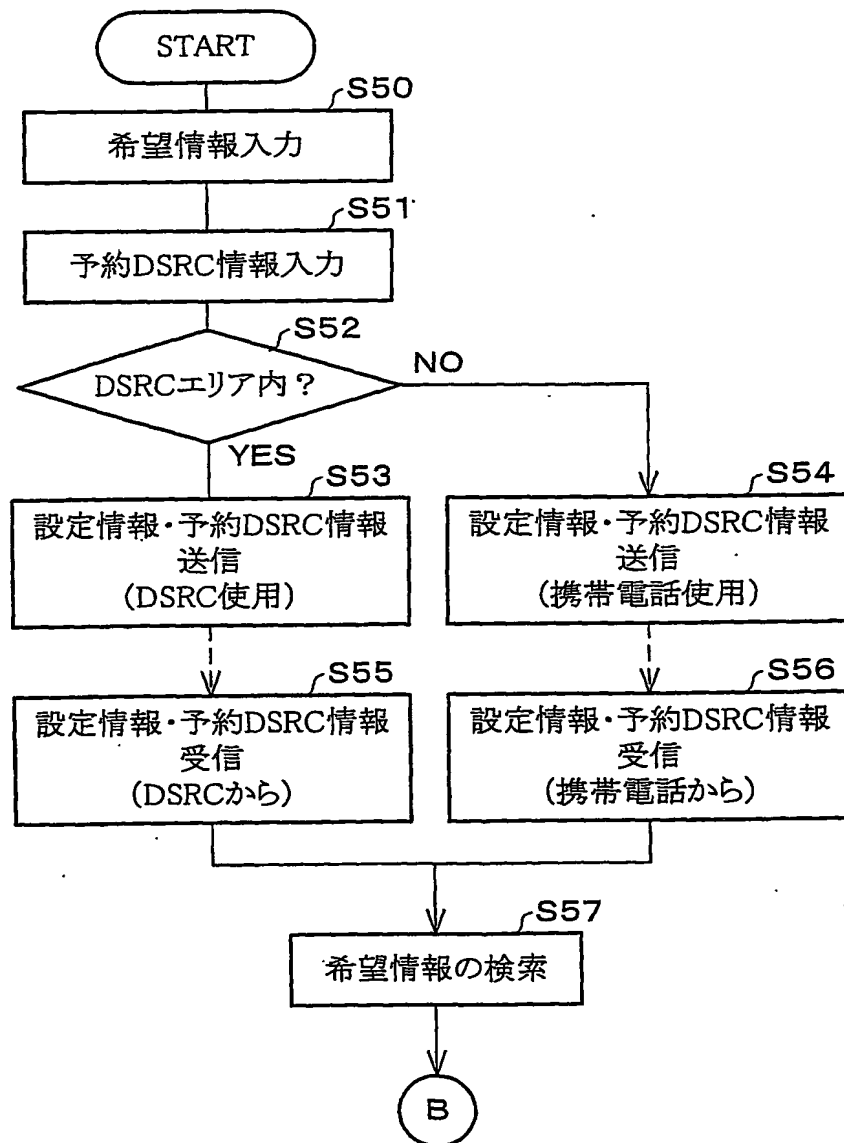 START
S50
希望情報入力
S51
予約DSRC情報入力
S52
DSRCエリア内?
NO
YES
S53
設定情報・予約DSRC情報
送信
(DSRC使用)
S54
設定情報・予約DSRC情報
送信
(携帯電話使用)
S55
設定情報・予約DSRC情報
受信
(DSRCから)
S56
設定情報・予約DSRC情報
受信
(携帯電話から)
S57
希望情報の検索
B